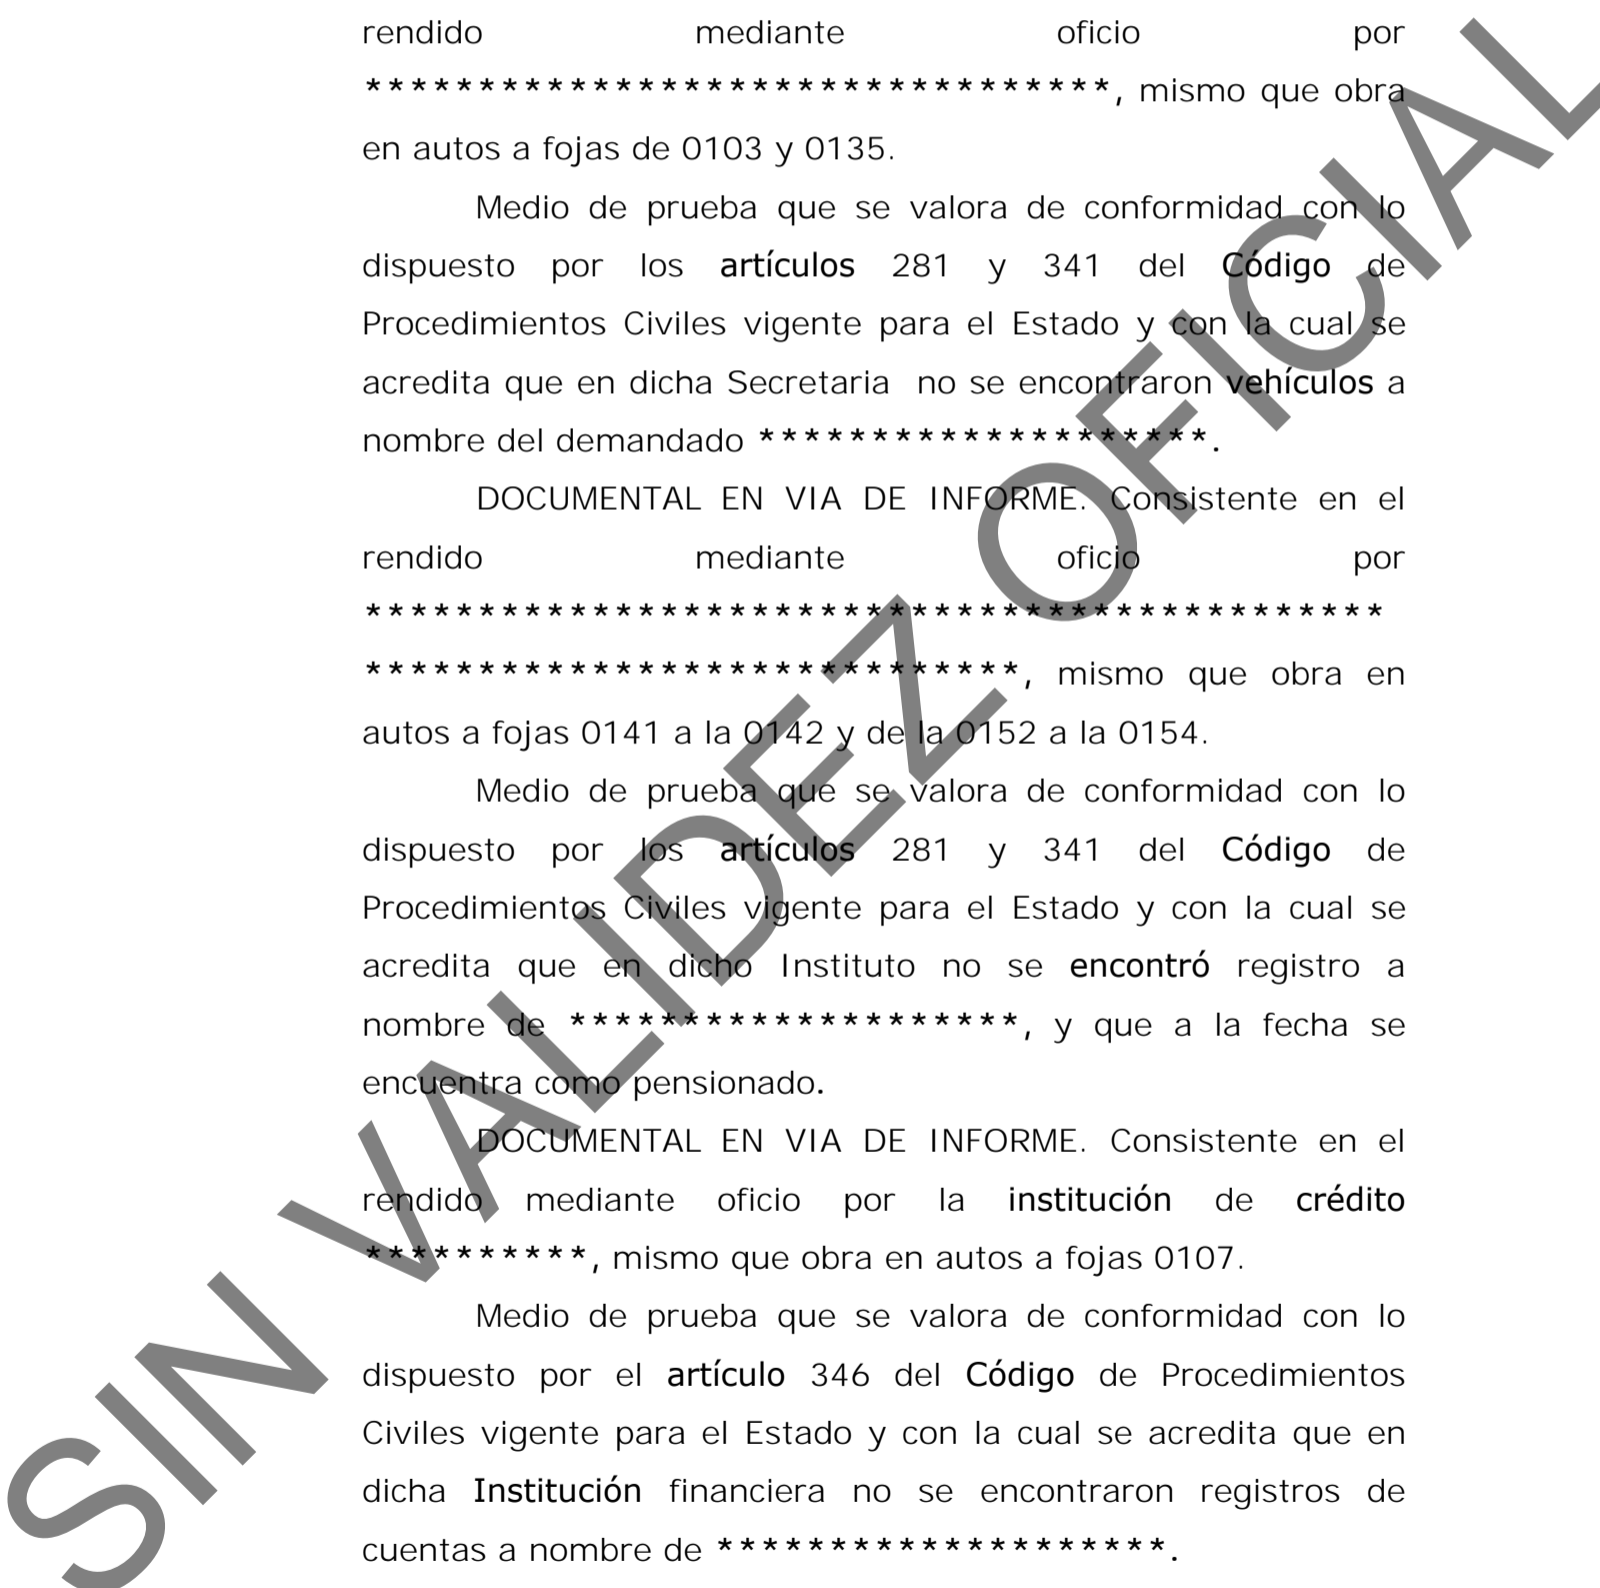 rendido mediante oficio por
*********************************, mismo que obra
en autos a fojas de 0103 y 0135.
Medio de prueba que se valora de conformidad con lo
dispuesto por los artículos 281 y 341 del Código de
Procedimientos Civiles vigente para el Estado y con la cual se
acredita que en dicha Secretaria no se encontraron vehículos a
nombre del demandado ********************.
DOCUMENTAL EN VIA DE INFORME. Consistente en el
rendido mediante oficio por
*********************************************
*****************************, mismo que obra en
autos a fojas 0141 a la 0142 y de la 0152 a la 0154.
Medio de prueba que se valora de conformidad con lo
dispuesto por los artículos 281 y 341 del Código de
Procedimientos Civiles vigente para el Estado y con la cual se
acredita que en dicho Instituto no se encontró registro a
nombre de ********************, y que a la fecha se
encuentra como pensionado.
DOCUMENTAL EN VIA DE INFORME. Consistente en el
rendido mediante oficio por la institución de crédito
**********, mismo que obra en autos a fojas 0107.
Medio de prueba que se valora de conformidad con lo
dispuesto por el artículo 346 del Código de Procedimientos
Civiles vigente para el Estado y con la cual se acredita que en
dicha Institución financiera no se encontraron registros de
cuentas a nombre de ********************.
SIN VALIDEZ OFICIAL